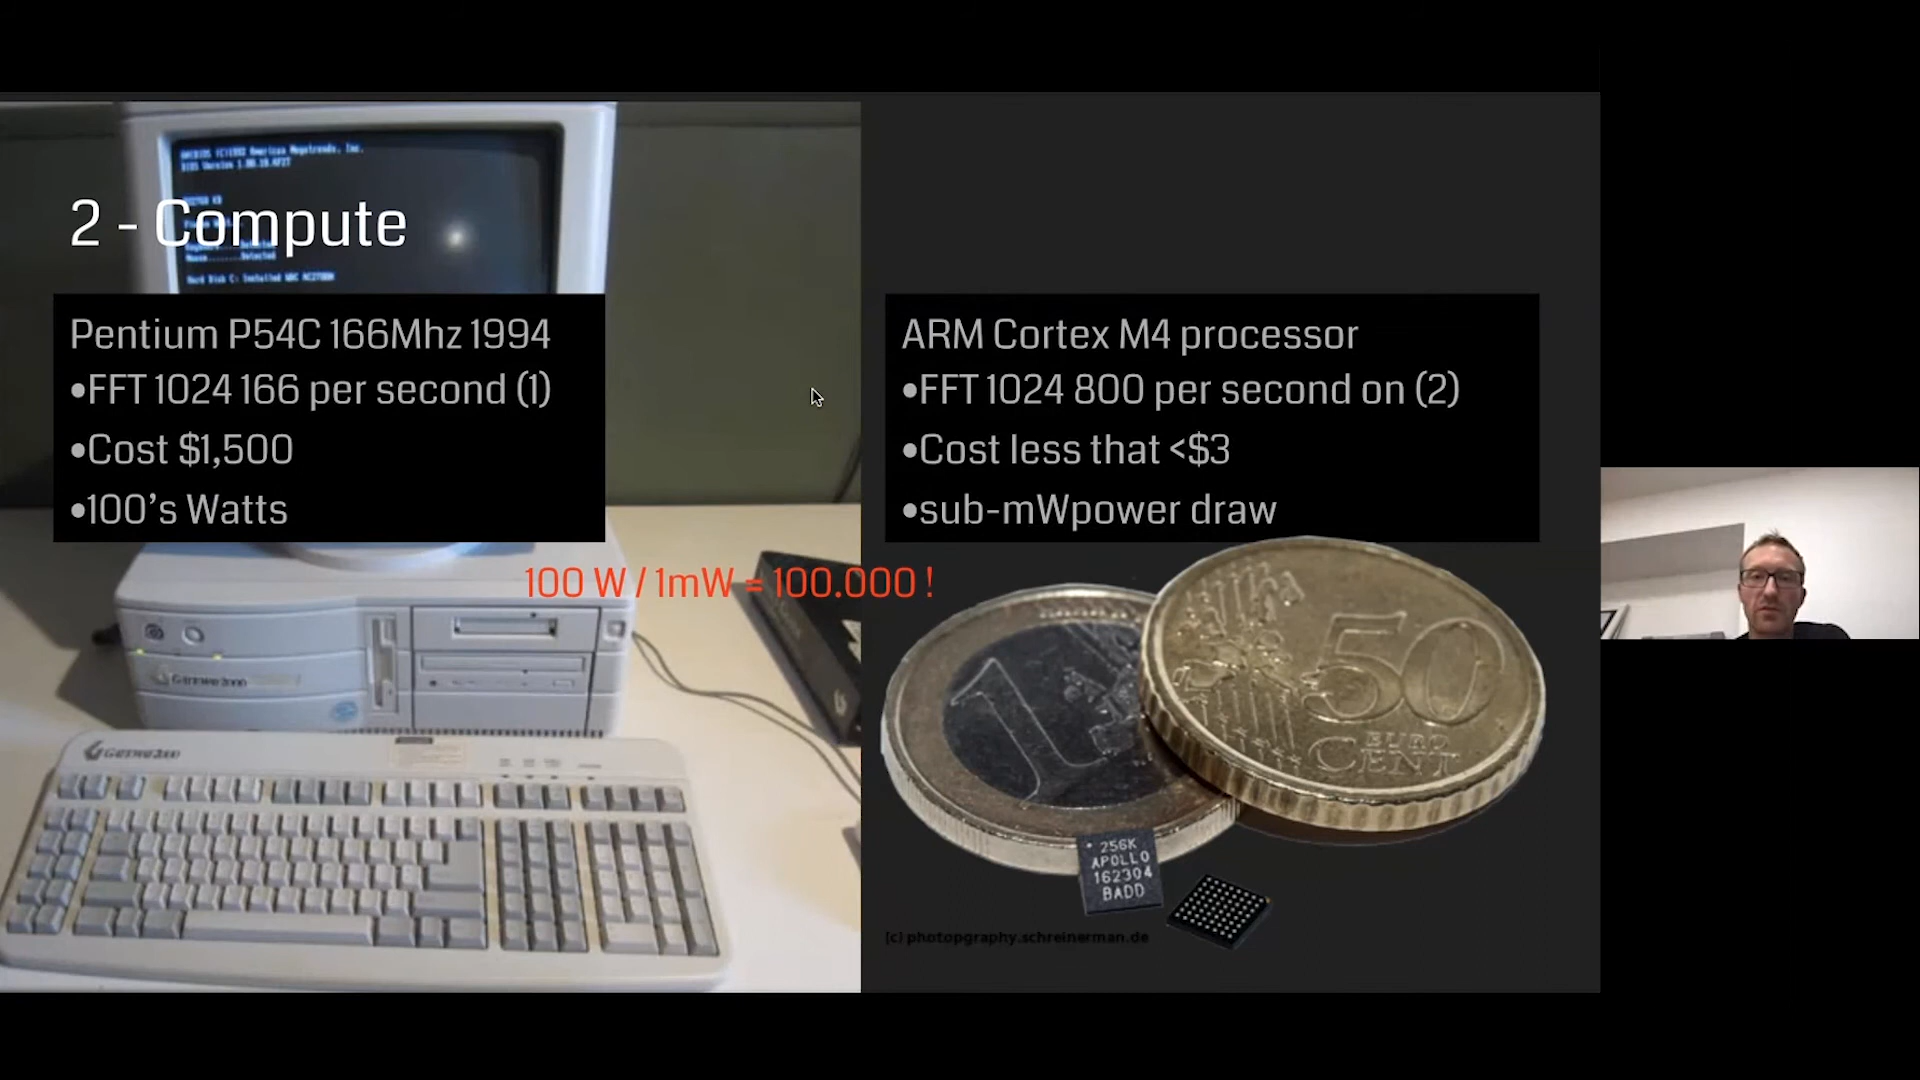 2 - Compute
Pentium P54C 166Mhz 1994
•FFT 1024 166 per second (1)
•Cost $1,500
•100's Watts
ARM Cortex M4 processor
•FFT 1024 800 per second on (2)
•Cost less that <$3
•sub-mWpower draw
100 W / 1mW = 100.000 !
1
50
EURO
CENT
256K
APOLLO
162304
BADD
(c) photopgraphy.schreinerman.de